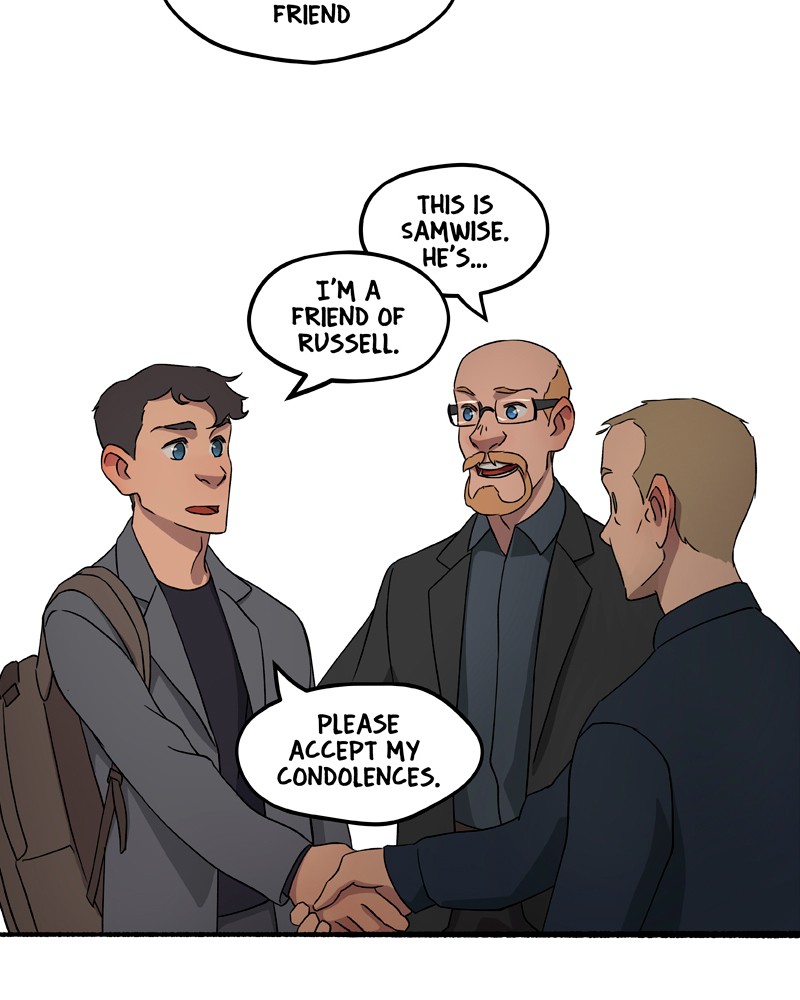 FRIEND
THIS IS
SAMWISE.
HE'S...
I'M A
FRIEND OF
RUSSELL.
PLEASE
ACCEPT MY
CONDOLENCES.